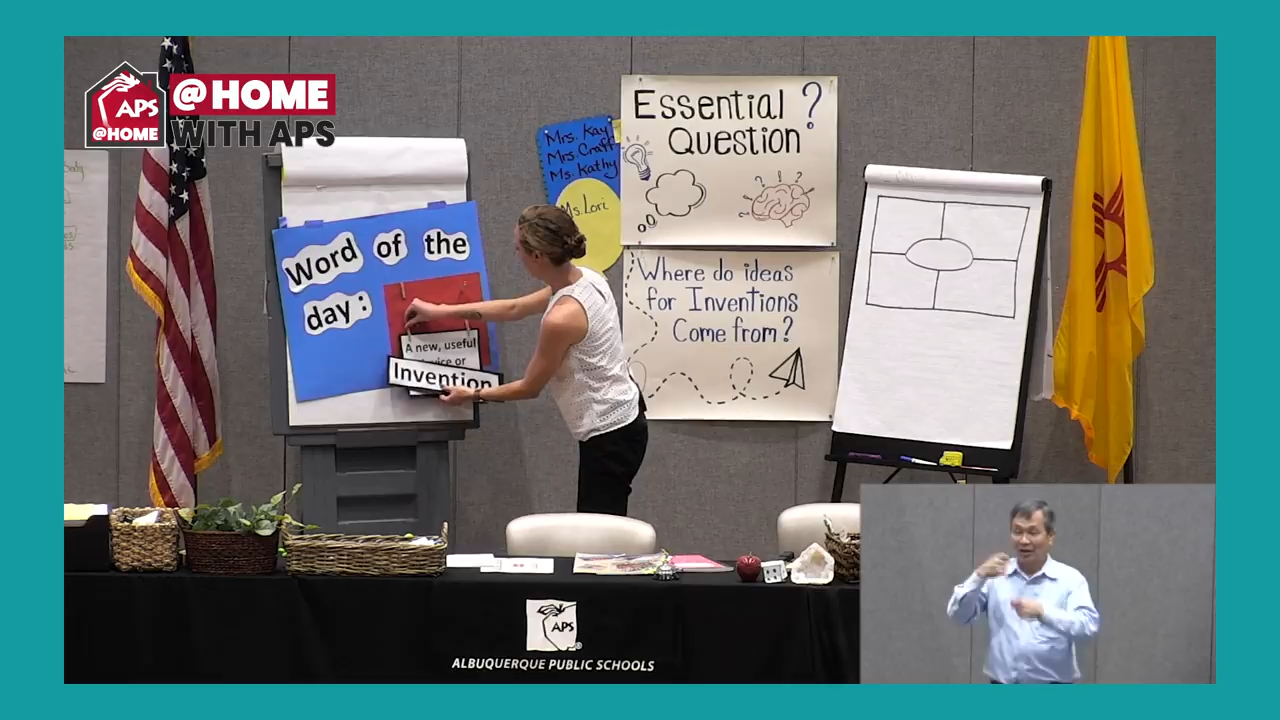 APS
@HOME
@HOME
WITH APS
Word of the
day:
A new, useful
or
Invention
Mrs. Kay
Mrs. Craft
Ms. Kathy
Ms. Lori
Essential ?
Question
Where do ideas
for Inventions
Come from?
APS
ALBUQUERQUE PUBLIC SCHOOLS